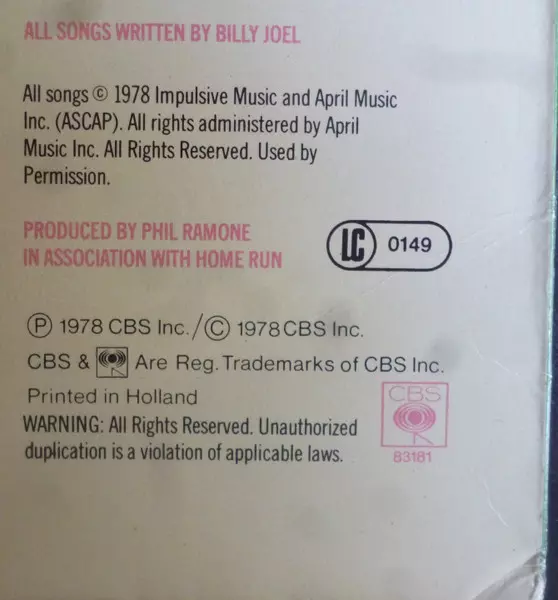 ALL SONGS WRITTEN BY BILLY JOEL
All songs © 1978 Impulsive Music and April Music
Inc. (ASCAP). All rights administered by April
Music Inc. All Rights Reserved. Used by
Permission.
PRODUCED BY PHIL RAMONE
IN ASSOCIATION WITH HOME RUN
LC 0149
℗ 1978 CBS Inc./© 1978 CBS Inc.
CBS & Are Reg. Trademarks of CBS Inc.
Printed in Holland
WARNING: All Rights Reserved. Unauthorized
duplication is a violation of applicable laws.
CBS
83181